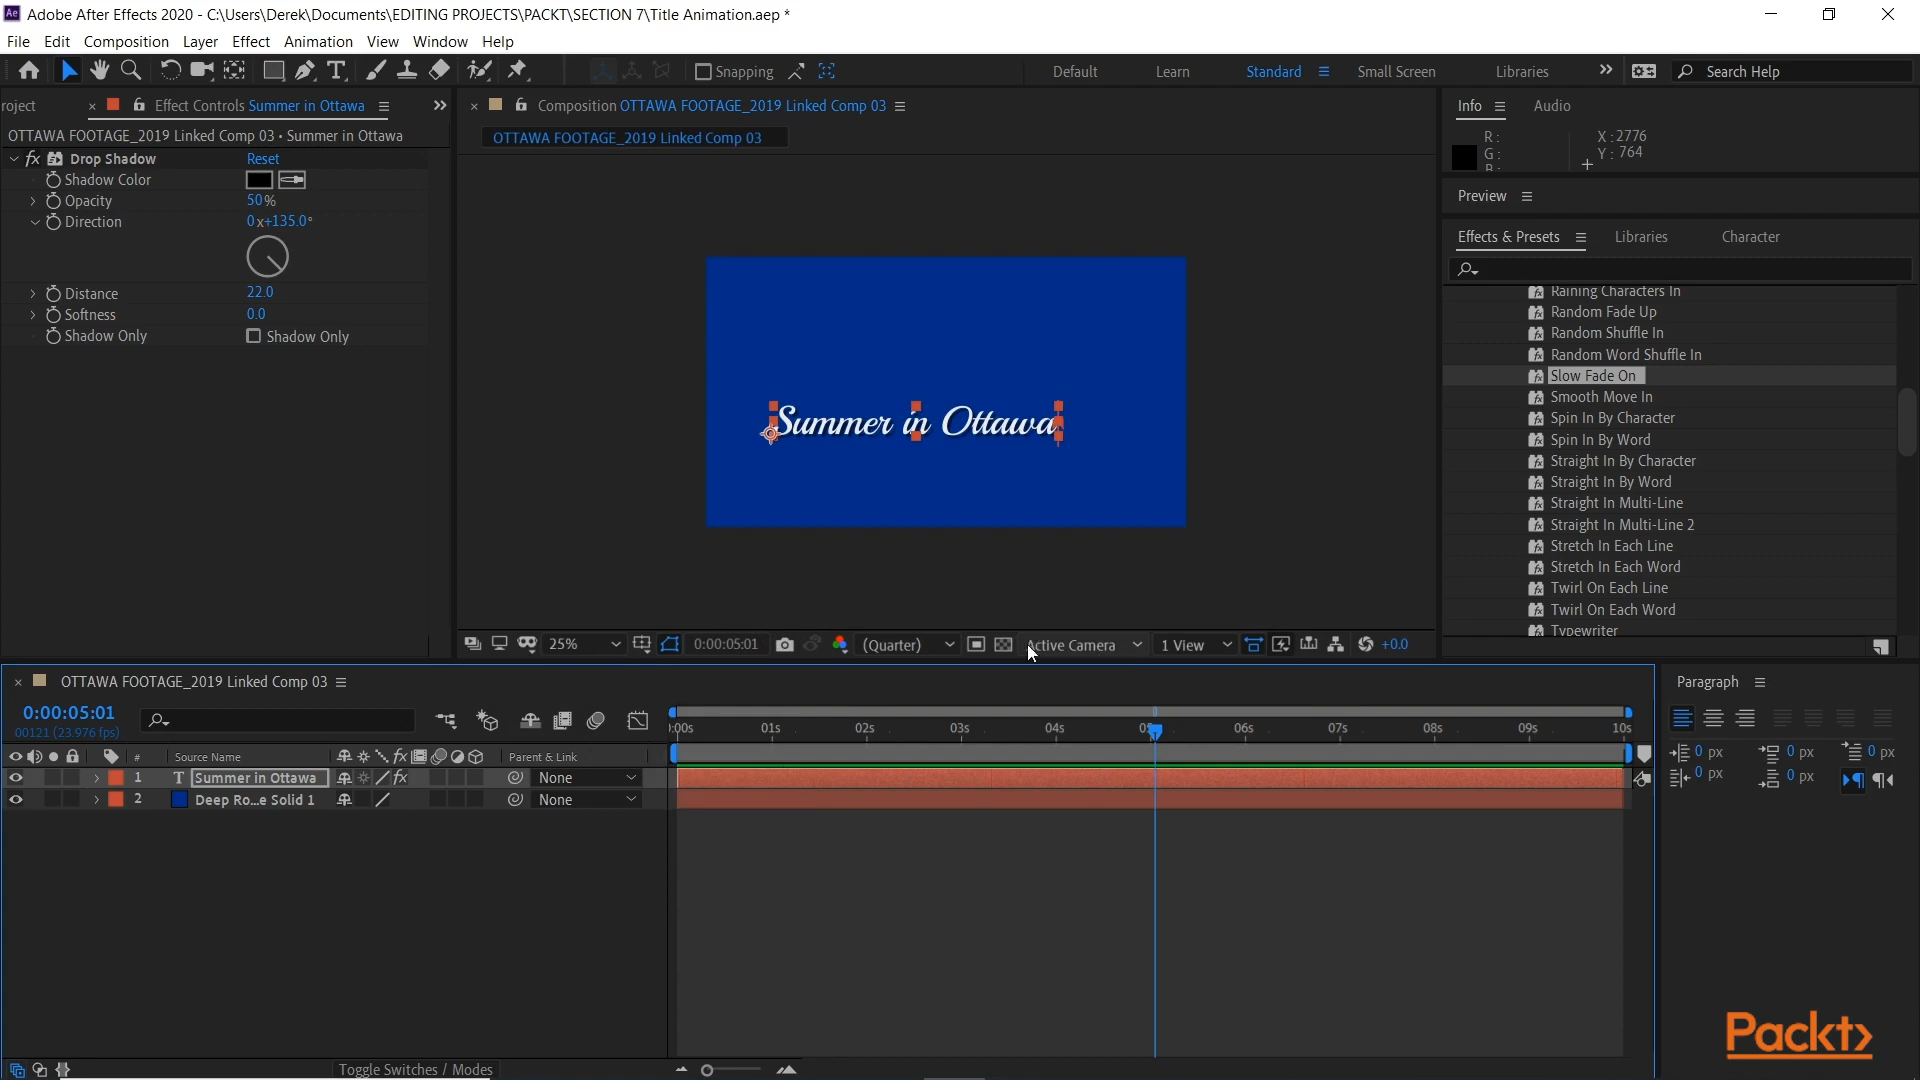 Adobe After Effects 2020 - C:\Users\Derek\Documents\EDITING PROJECTS\PACKT\SECTION 7\Title Animation.aep *
File Edit Composition Layer Effect Animation View Window Help
Snapping Default Learn Standard Small Screen Libraries Search Help
roject Effect Controls Summer in Ottawa
OTTAWA FOOTAGE_2019 Linked Comp 03 • Summer in Ottawa
fx Drop Shadow Reset
Shadow Color
Opacity 50%
Direction 0x+135.0°
Distance 22.0
Softness 0.0
Shadow Only Shadow Only
Composition OTTAWA FOOTAGE_2019 Linked Comp 03
OTTAWA FOOTAGE_2019 Linked Comp 03
Summer in Ottawa
25% 0:00:05:01 (Quarter) Active Camera 1 View +0.0
Info Audio
R: X: 2776
G: Y: 764
B:
Preview
Effects & Presets Libraries Character
Raining Characters In
Random Fade Up
Random Shuffle In
Random Word Shuffle In
Slow Fade On
Smooth Move In
Spin In By Character
Spin In By Word
Straight In By Character
Straight In By Word
Straight In Multi-Line
Straight In Multi-Line 2
Stretch In Each Line
Stretch In Each Word
Twirl On Each Line
Twirl On Each Word
Typewriter
OTTAWA FOOTAGE_2019 Linked Comp 03
0:00:05:01
00121 (23.976 fps)
:00s 01s 02s 03s 04s 06s 07s 08s 09s 10s
# Source Name fx Parent & Link
1 T Summer in Ottawa fx None
2 Deep Ro...e Solid 1 None
Toggle Switches / Modes
Paragraph
0 px 0 px 0 px
0 px 0 px
Packt>